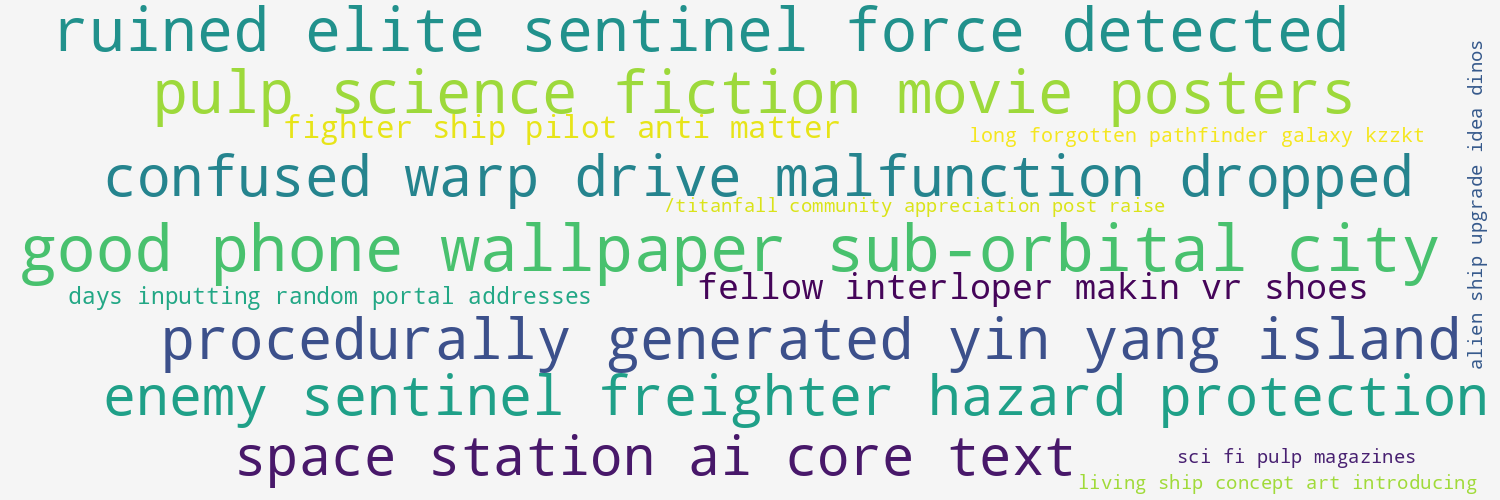 ruined elite sentinel force detected
pulp science fiction movie posters
fighter ship pilot anti matter
long forgotten pathfinder galaxy kzzkt
confused warp drive malfunction dropped
/titanfall community appreciation post raise
good phone wallpaper sub-orbital city
fellow interloper makin vr shoes
days inputting random portal addresses
procedurally generated yin yang island
enemy sentinel freighter hazard protection
space station ai core text
sci fi pulp magazines
living ship concept art introducing
alien ship upgrade idea dinos